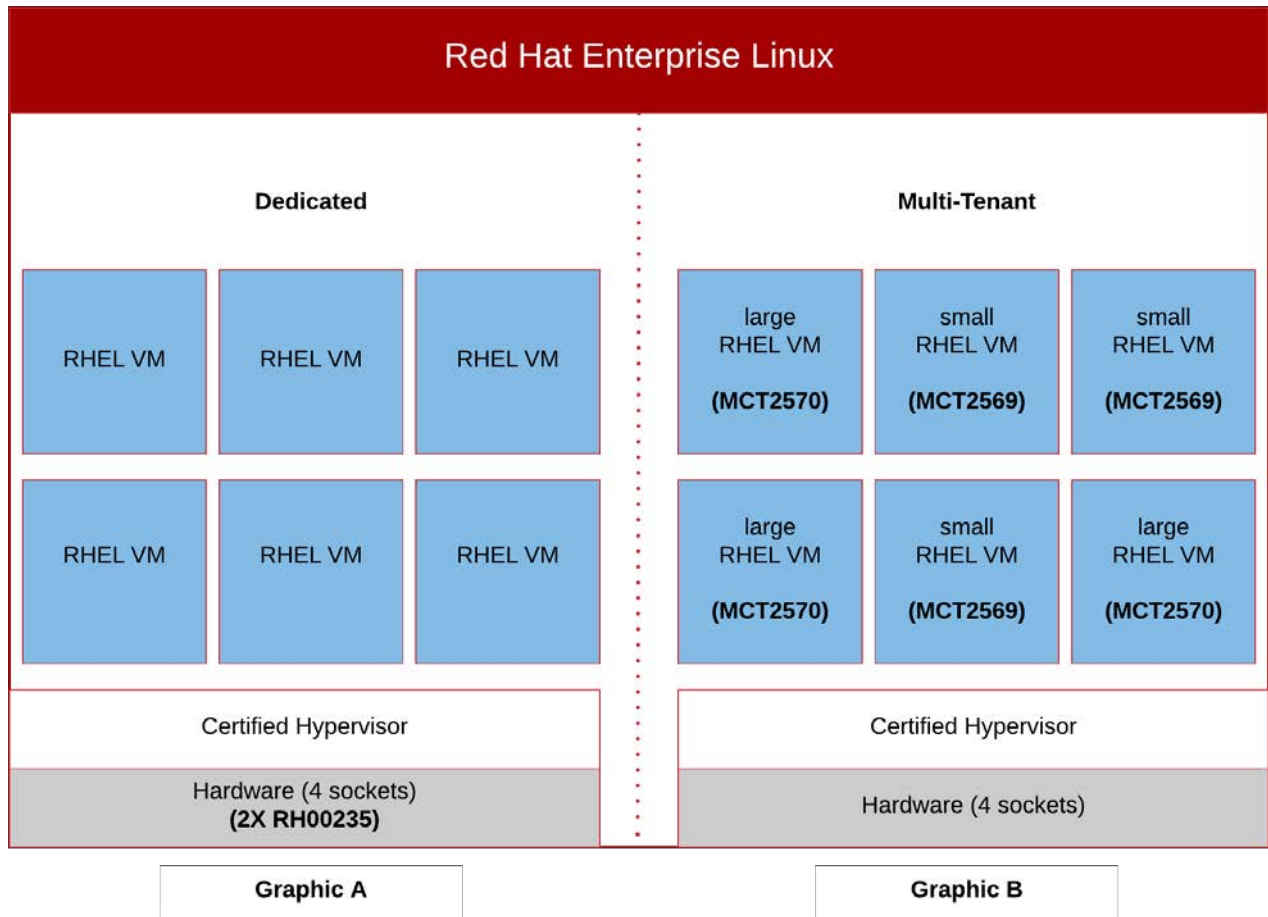 Red Hat Enterprise Linux
Dedicated
Multi-Tenant
RHEL VM
RHEL VM
RHEL VM
large
RHEL VM
(MCT2570)
small
RHEL VM
(MCT2569)
small
RHEL VM
(MCT2569)
RHEL VM
RHEL VM
RHEL VM
large
RHEL VM
(MCT2570)
small
RHEL VM
(MCT2569)
large
RHEL VM
(MCT2570)
Certified Hypervisor
Certified Hypervisor
Hardware (4 sockets)
(2X RH00235)
Hardware (4 sockets)
Graphic A
Graphic B